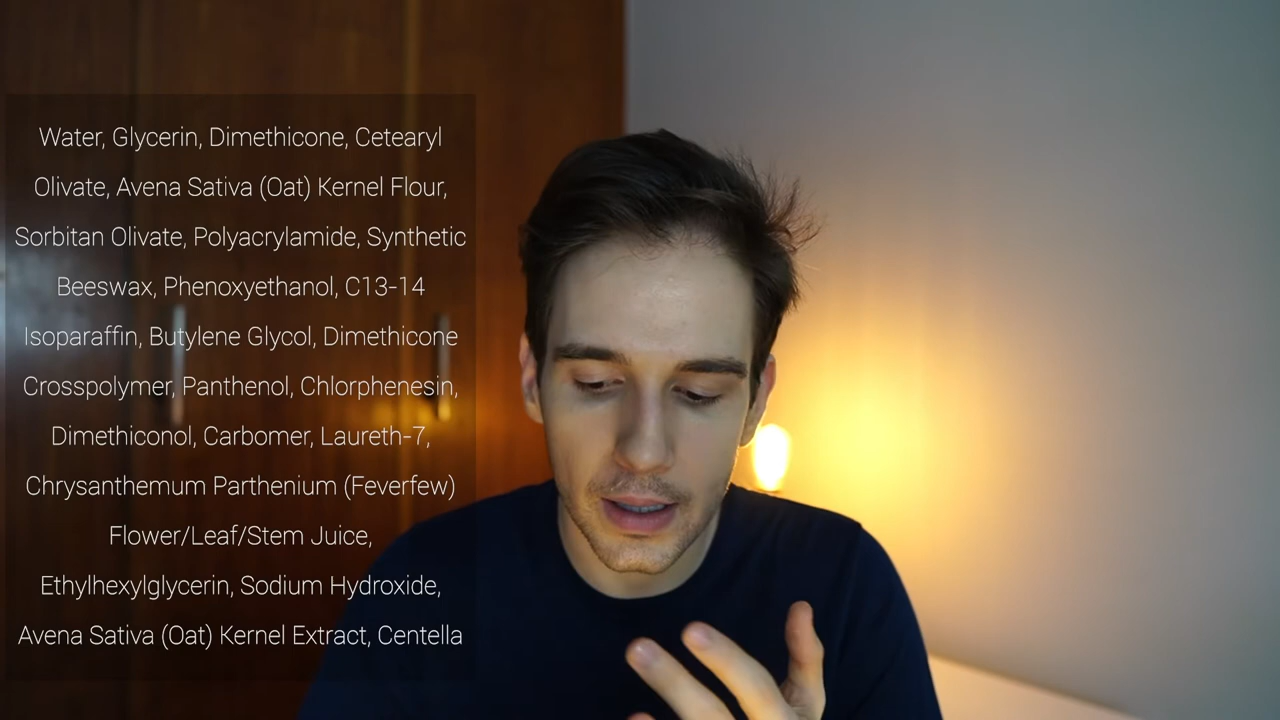 Water, Glycerin, Dimethicone, Cetearyl
Olivate, Avena Sativa (Oat) Kernel Flour,
Sorbitan Olivate, Polyacrylamide, Synthetic
Beeswax, Phenoxyethanol, C13-14
Isoparaffin, Butylene Glycol, Dimethicone
Crosspolymer, Panthenol, Chlorphenesin,
Dimethiconol, Carbomer, Laureth-7,
Chrysanthemum Parthenium (Feverfew)
Flower/Leaf/Stem Juice,
Ethylhexylglycerin, Sodium Hydroxide,
Avena Sativa (Oat) Kernel Extract, Centella